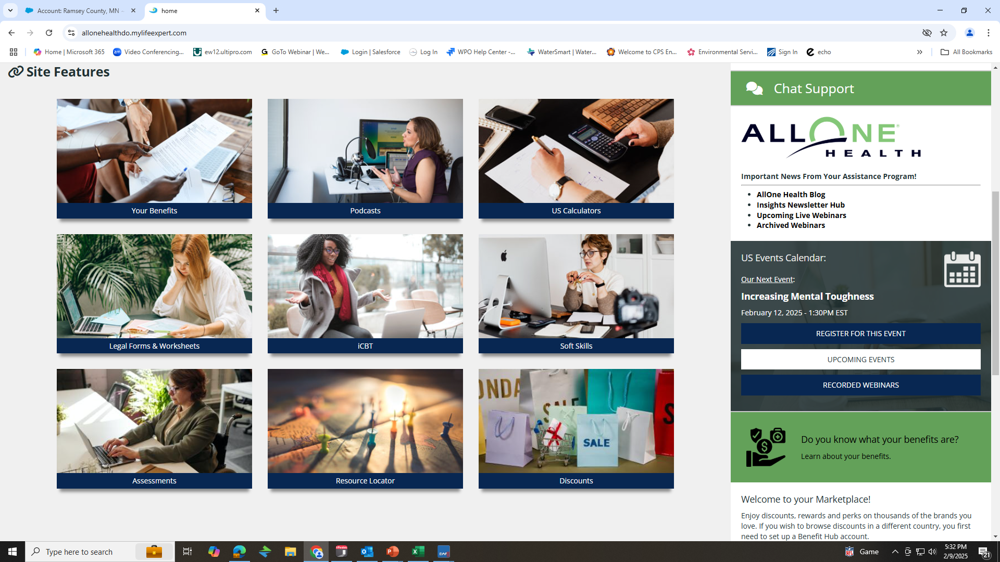 Account: Ramsey County, MN
home
allonehealthdo.mylifeexpert.com
Home | Microsoft 365
Video Conferencing...
ew12.ultipro.com
GoTo Webinar | We...
Login | Salesforce
Log In
WPO Help Center -...
WaterSmart | Water...
Welcome to CPS En...
Environmental Servi...
Sign In
echo
All Bookmarks
Site Features
Your Benefits
Podcasts
US Calculators
Legal Forms & Worksheets
iCBT
Soft Skills
ONDA
SALE
S
SALE
Assessments
Resource Locator
Discounts
Chat Support
ALLONE
HEALTH
Important News From Your Assistance Program!
• AllOne Health Blog
• Insights Newsletter Hub
• Upcoming Live Webinars
• Archived Webinars
US Events Calendar:
Our Next Event:
Increasing Mental Toughness
February 12, 2025 - 1:30PM EST
REGISTER FOR THIS EVENT
UPCOMING EVENTS
RECORDED WEBINARS
Do you know what your benefits are?
Learn about your benefits.
Welcome to your Marketplace!
Enjoy discounts, rewards and perks on thousands of the brands you
love. If you wish to browse discounts in a different country, you first
need to set up a Benefit Hub account.
Type here to search
Game
5:32 PM
2/9/2025
21